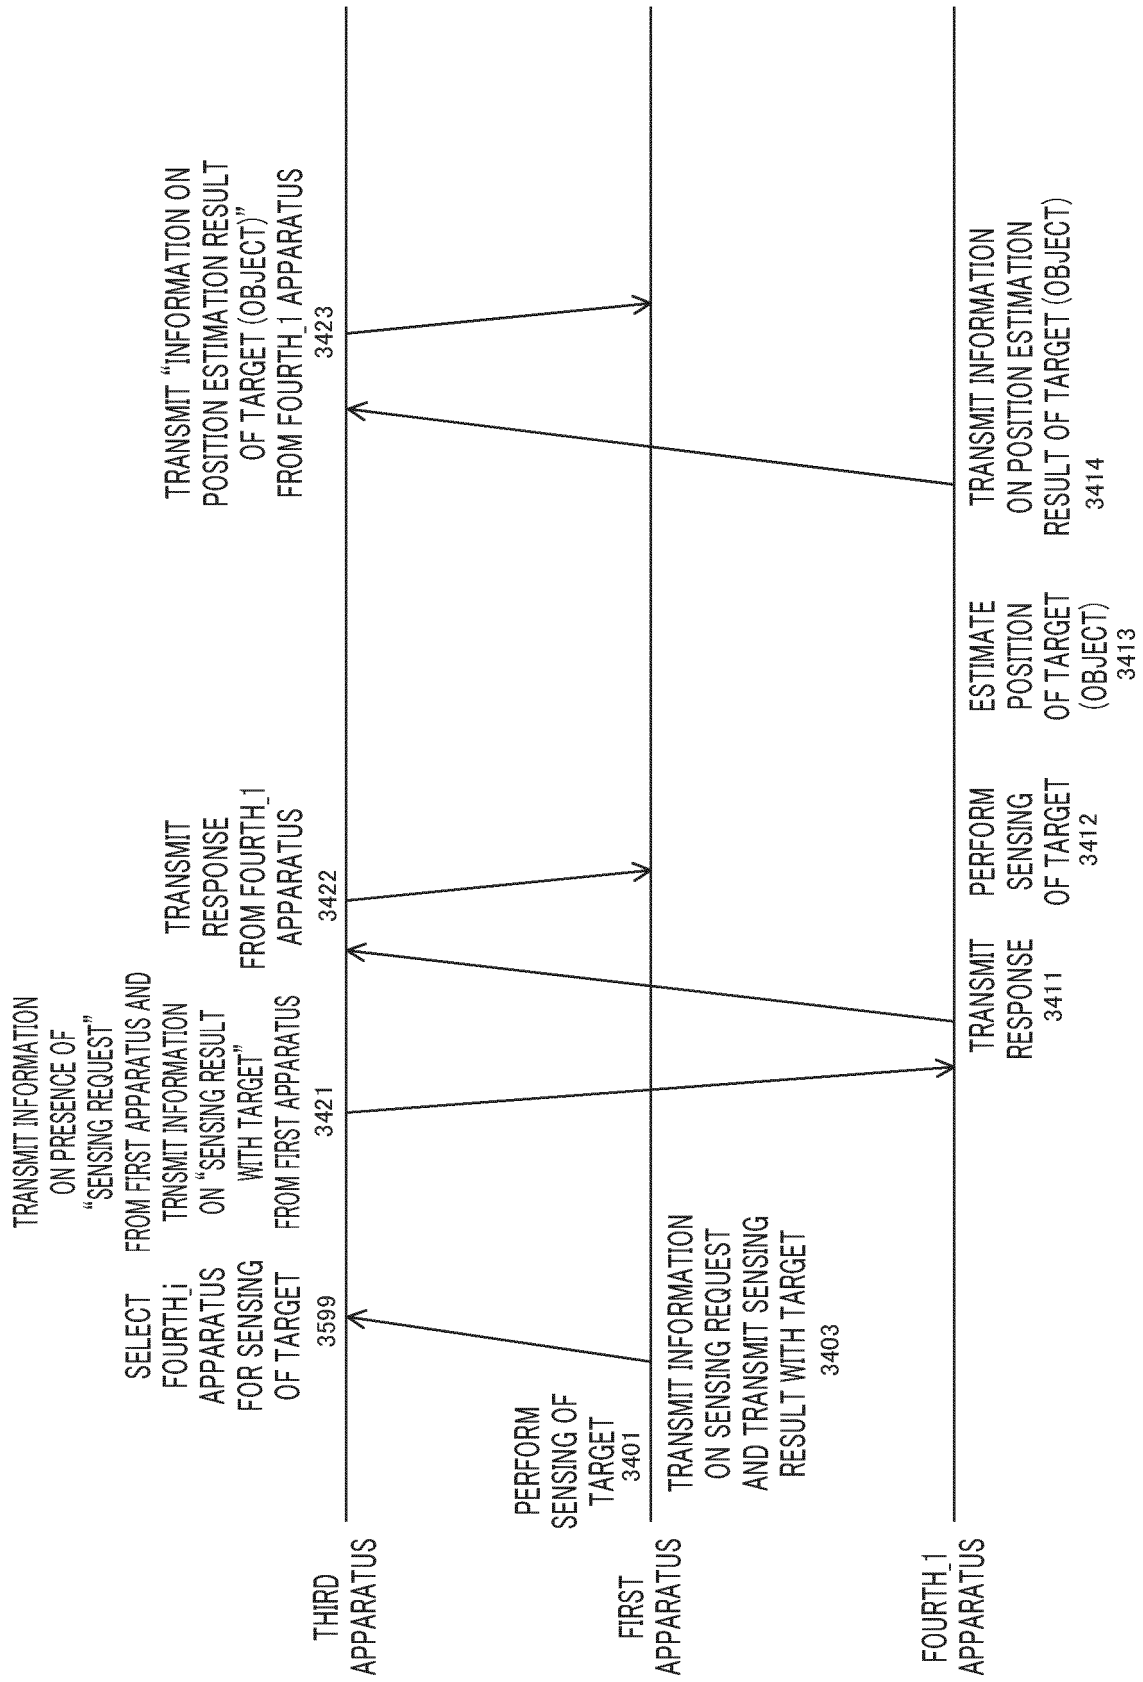 THIRD
APPARATUS
SELECT
FOURTH_i
APPARATUS
FOR SENSING
OF TARGET
3599
TRANSMIT INFORMATION
ON PRESENCE OF
“SENSING REQUEST”
FROM FIRST APPARATUS AND
TRNSMIT INFORMATION
ON “SENSING RESULT
WITH TARGET”
FROM FIRST APPARATUS
3421
TRANSMIT
RESPONSE
FROM FOURTH_1
APPARATUS
3422
TRANSMIT “INFORMATION ON
POSITION ESTIMATION RESULT
OF TARGET (OBJECT)”
FROM FOURTH_1 APPARATUS
3423
FIRST
APPARATUS
PERFORM
SENSING OF
TARGET
3401
TRANSMIT INFORMATION
ON SENSING REQUEST
AND TRANSMIT SENSING
RESULT WITH TARGET
3403
FOURTH_1
APPARATUS
TRANSMIT
RESPONSE
3411
PERFORM
SENSING
OF TARGET
3412
ESTIMATE
POSITION
OF TARGET
(OBJECT)
3413
TRANSMIT INFORMATION
ON POSITION ESTIMATION
RESULT OF TARGET (OBJECT)
3414